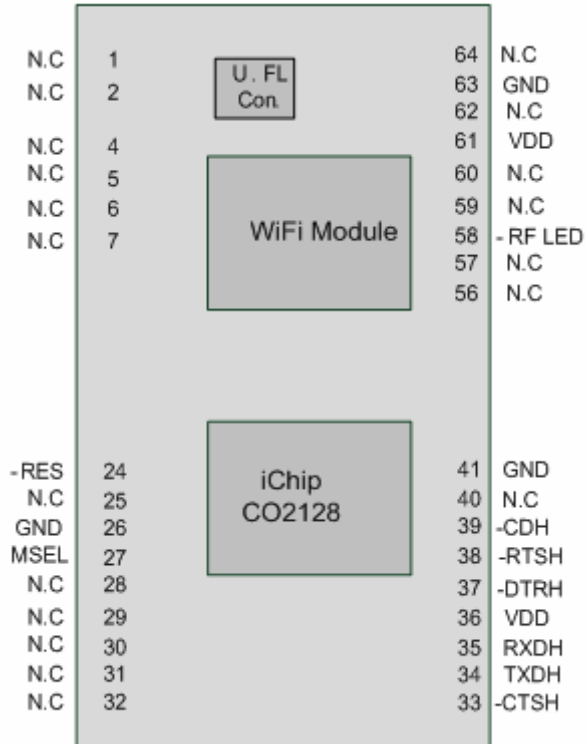 N.C 1 64 N.C
U. FL 63 GND
N.C 2 Con. 62 N.C
N.C 4 61 VDD
N.C 5 60 N.C
N.C 6 59 N.C
N.C 7 WiFi Module 58 -RF LED
57 N.C
56 N.C
-RES 24 iChip 41 GND
N.C 25 CO2128 40 N.C
GND 26 39 -CDH
MSEL 27 38 -RTSH
N.C 28 37 -DTRH
N.C 29 36 VDD
N.C 30 35 RXDH
N.C 31 34 TXDH
N.C 32 33 -CTSH